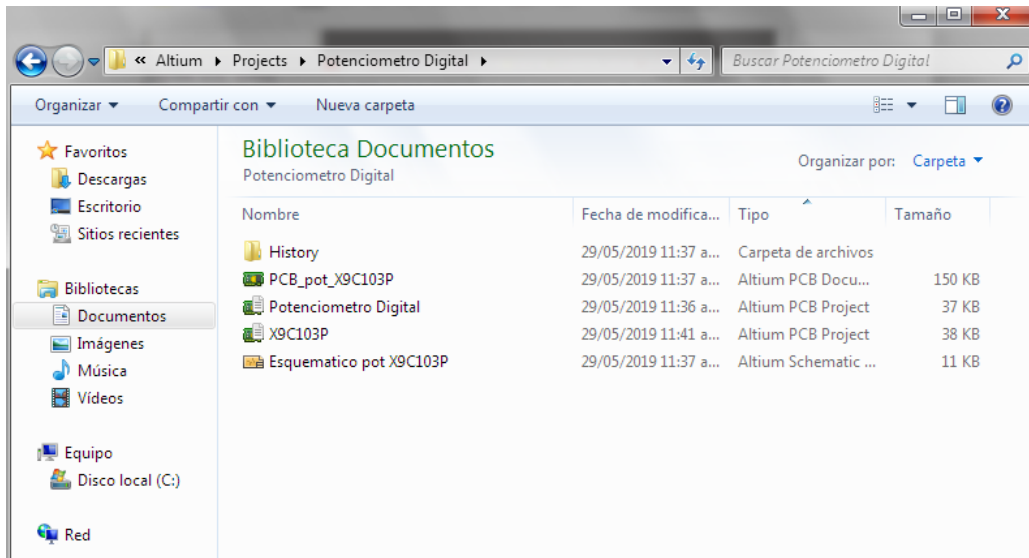 « Altium Projects Potenciometro Digital Buscar Potenciometro Digital
Organizar Compartir con Nueva carpeta
Favoritos
Descargas
Escritorio
Sitios recientes
Bibliotecas
Documentos
Imágenes
Música
Vídeos
Equipo
Disco local (C:)
Red
Biblioteca Documentos
Potenciometro Digital
Organizar por: Carpeta
Nombre Fecha de modifica... Tipo Tamaño
History 29/05/2019 11:37 a... Carpeta de archivos
PCB_pot_X9C103P 29/05/2019 11:37 a... Altium PCB Docu... 150 KB
Potenciometro Digital 29/05/2019 11:36 a... Altium PCB Project 37 KB
X9C103P 29/05/2019 11:41 a... Altium PCB Project 38 KB
Esquematico pot X9C103P 29/05/2019 11:37 a... Altium Schematic ... 11 KB